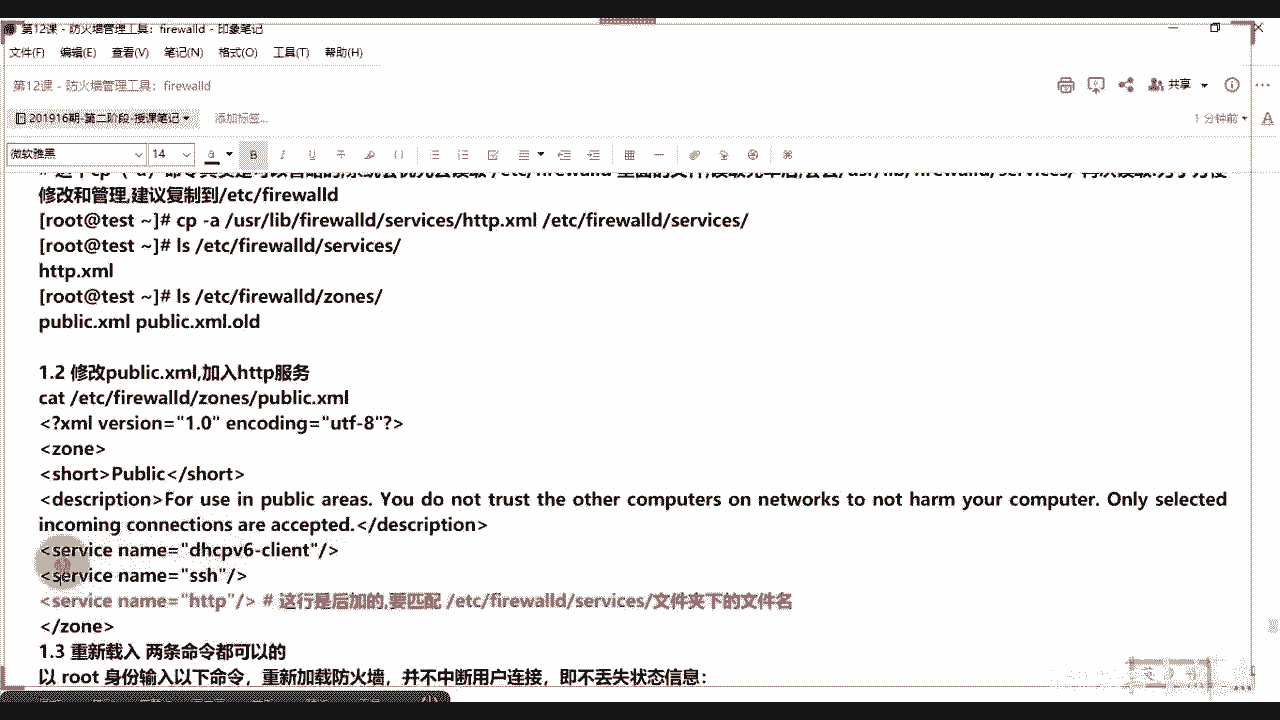 第12课 - 防火墙管理工具：firewalld - 印象笔记
文件(F) 编辑(E) 查看(V) 笔记(N) 格式(O) 工具(T) 帮助(H)
第12课 - 防火墙管理工具：firewalld
共享
201916期-第二阶段-授课笔记
添加标签...
1 分钟前
微软雅黑 14
修改和管理,建议复制到/etc/firewalld
[root@test ~]# cp -a /usr/lib/firewalld/services/http.xml /etc/firewalld/services/
[root@test ~]# ls /etc/firewalld/services/
http.xml
[root@test ~]# ls /etc/firewalld/zones/
public.xml public.xml.old
1.2 修改public.xml,加入http服务
cat /etc/firewalld/zones/public.xml
<?xml version="1.0" encoding="utf-8"?>
<zone>
<short>Public</short>
<description>For use in public areas. You do not trust the other computers on networks to not harm your computer. Only selected
incoming connections are accepted.</description>
<service name="dhcpv6-client"/>
<service name="ssh"/>
<service name="http"/> # 这行是后加的,要匹配 /etc/firewalld/services/文件夹下的文件名
</zone>
1.3 重新载入 两条命令都可以的
以 root 身份输入以下命令，重新加载防火墙，并不中断用户连接，即不丢失状态信息：